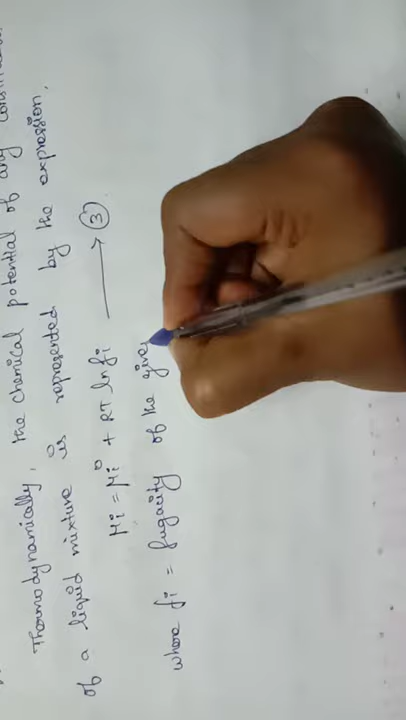 Thermodynamically, the chemical potential of any
of a liquid mixture is represented by the expression,
μi = μi° + RT ln fi ⟶ (3)
where fi = fugacity of the give